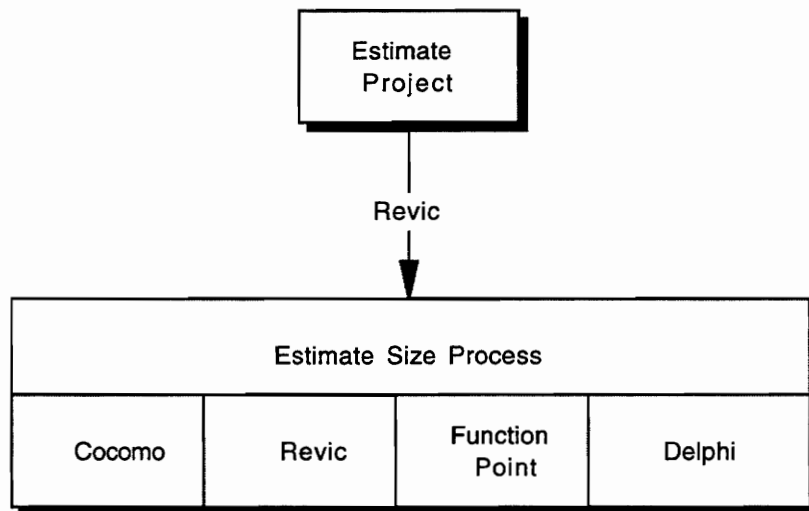 Estimate
Project
Revic
Estimate Size Process
Cocomo
Revic
Function
Point
Delphi